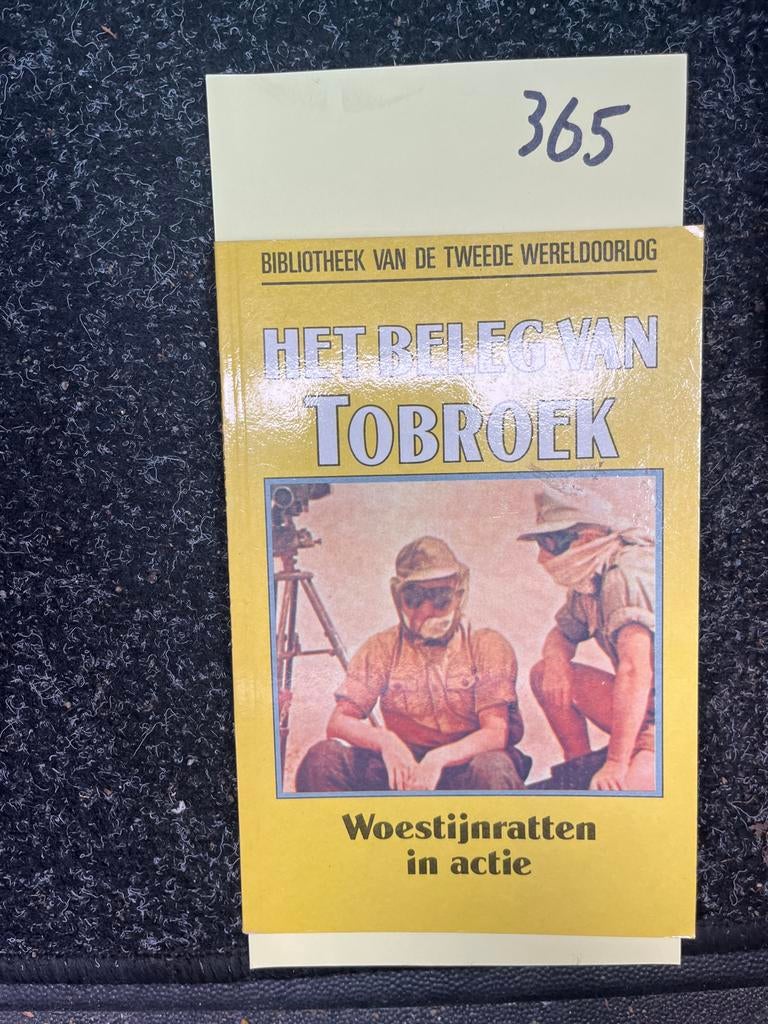 365
BIBLIOTHEEK VAN DE TWEEDE WERELDOORLOG
HET BELEG VAN
TOBROEK
Woestijnratten
in actie